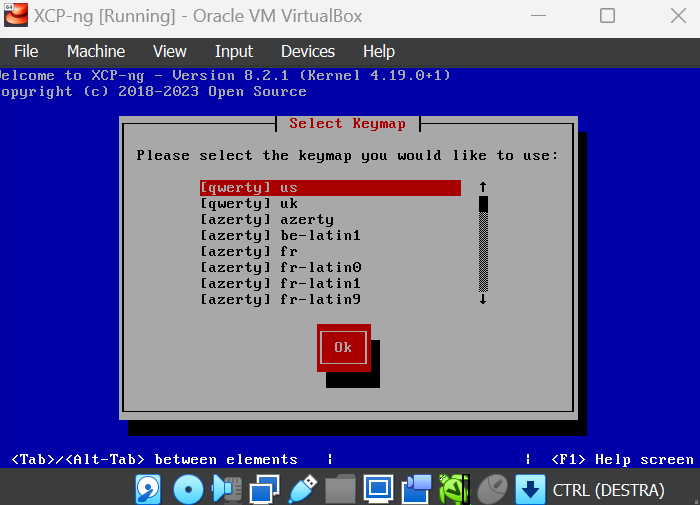 64
XCP-ng [Running] - Oracle VM VirtualBox
File Machine View Input Devices Help
elcome to XCP-ng - Version 8.2.1 (Kernel 4.19.0+1)
opyright (c) 2018-2023 Open Source
Select Keymap
Please select the keymap you would like to use:
[qwerty] us
[qwerty] uk
[azerty] azerty
[azerty] be-latin1
[azerty] fr
[azerty] fr-latin0
[azerty] fr-latin1
[azerty] fr-latin9
Ok
<Tab>/<Alt-Tab> between elements | | <F1> Help screen
CTRL (DESTRA)